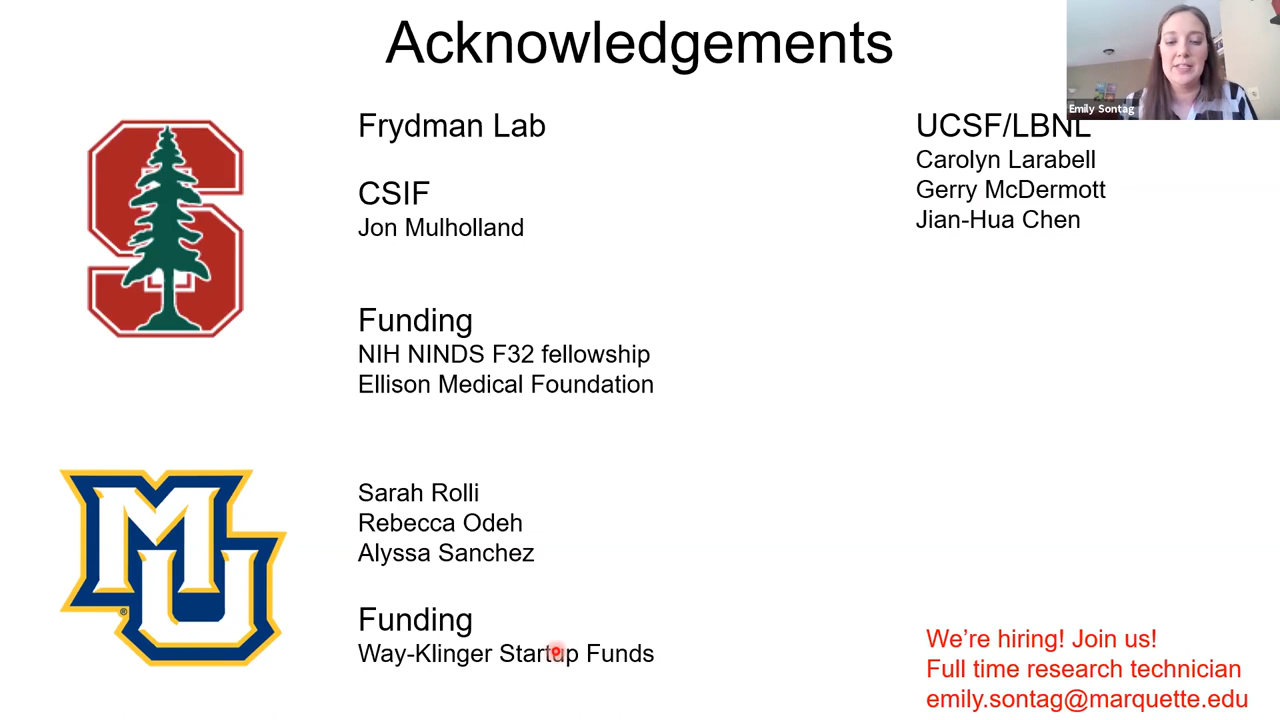 Acknowledgements
Emily Sontag
Frydman Lab
CSIF
Jon Mulholland
UCSF/LBNL
Carolyn Larabell
Gerry McDermott
Jian-Hua Chen
Funding
NIH NINDS F32 fellowship
Ellison Medical Foundation
S
MU
®
Sarah Rolli
Rebecca Odeh
Alyssa Sanchez
Funding
Way-Klinger Startup Funds
We're hiring! Join us!
Full time research technician
emily.sontag@marquette.edu